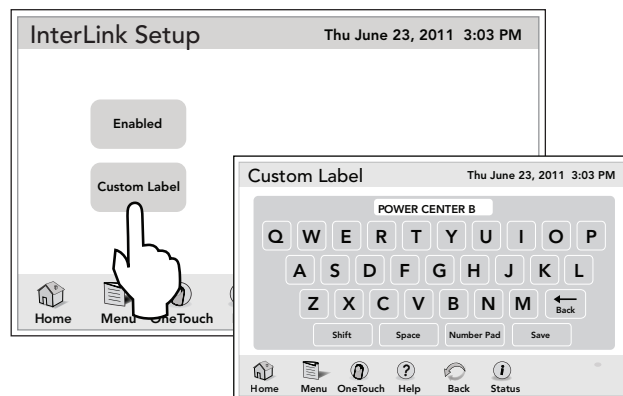 InterLink Setup Thu June 23, 2011 3:03 PM
Enabled
Custom Label
Home Menu OneTouch
Custom Label Thu June 23, 2011 3:03 PM
POWER CENTER B
Q W E R T Y U I O P
A S D F G H J K L
Z X C V B N M Back
Shift Space Number Pad Save
Home Menu OneTouch Help Back Status